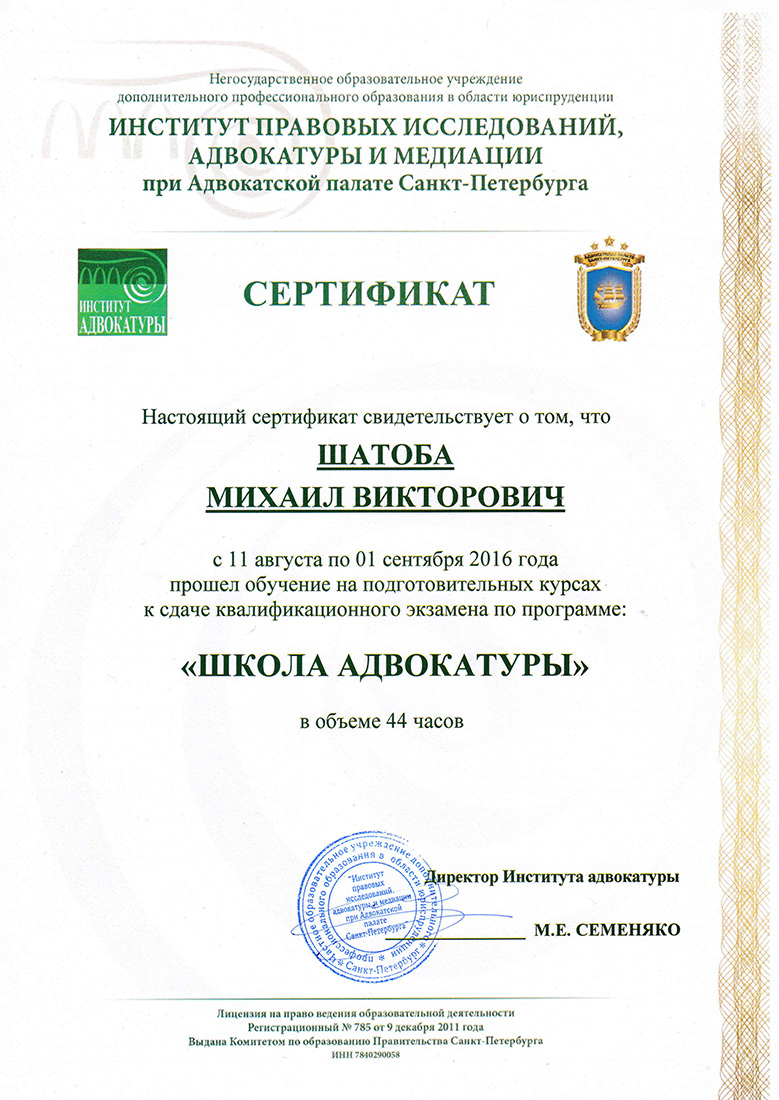 Негосударственное образовательное учреждение
дополнительного профессионального образования в области юриспруденции
ИНСТИТУТ ПРАВОВЫХ ИССЛЕДОВАНИЙ,
АДВОКАТУРЫ И МЕДИАЦИИ
при Адвокатской палате Санкт-Петербурга
ИНСТИТУТ
АДВОКАТУРЫ
СЕРТИФИКАТ
АДВОКАТСКАЯ ПАЛАТА
САНКТ-ПЕТЕРБУРГА
Настоящий сертификат свидетельствует о том, что
ШАТОБА
МИХАИЛ ВИКТОРОВИЧ
с 11 августа по 01 сентября 2016 года
прошел обучение на подготовительных курсах
к сдаче квалификационного экзамена по программе:
«ШКОЛА АДВОКАТУРЫ»
в объеме 44 часов
Частное образовательное учреждение дополнительного
профессионального образования в области юриспруденции
Санкт-Петербург
"Институт
правовых
исследований,
адвокатуры и медиации
при Адвокатской
палате
Санкт-Петербурга"
Директор Института адвокатуры
М.Е. СЕМЕНЯКО
Лицензия на право ведения образовательной деятельности
Регистрационный № 785 от 9 декабря 2011 года
Выдана Комитетом по образованию Правительства Санкт-Петербурга
ИНН 7840290058